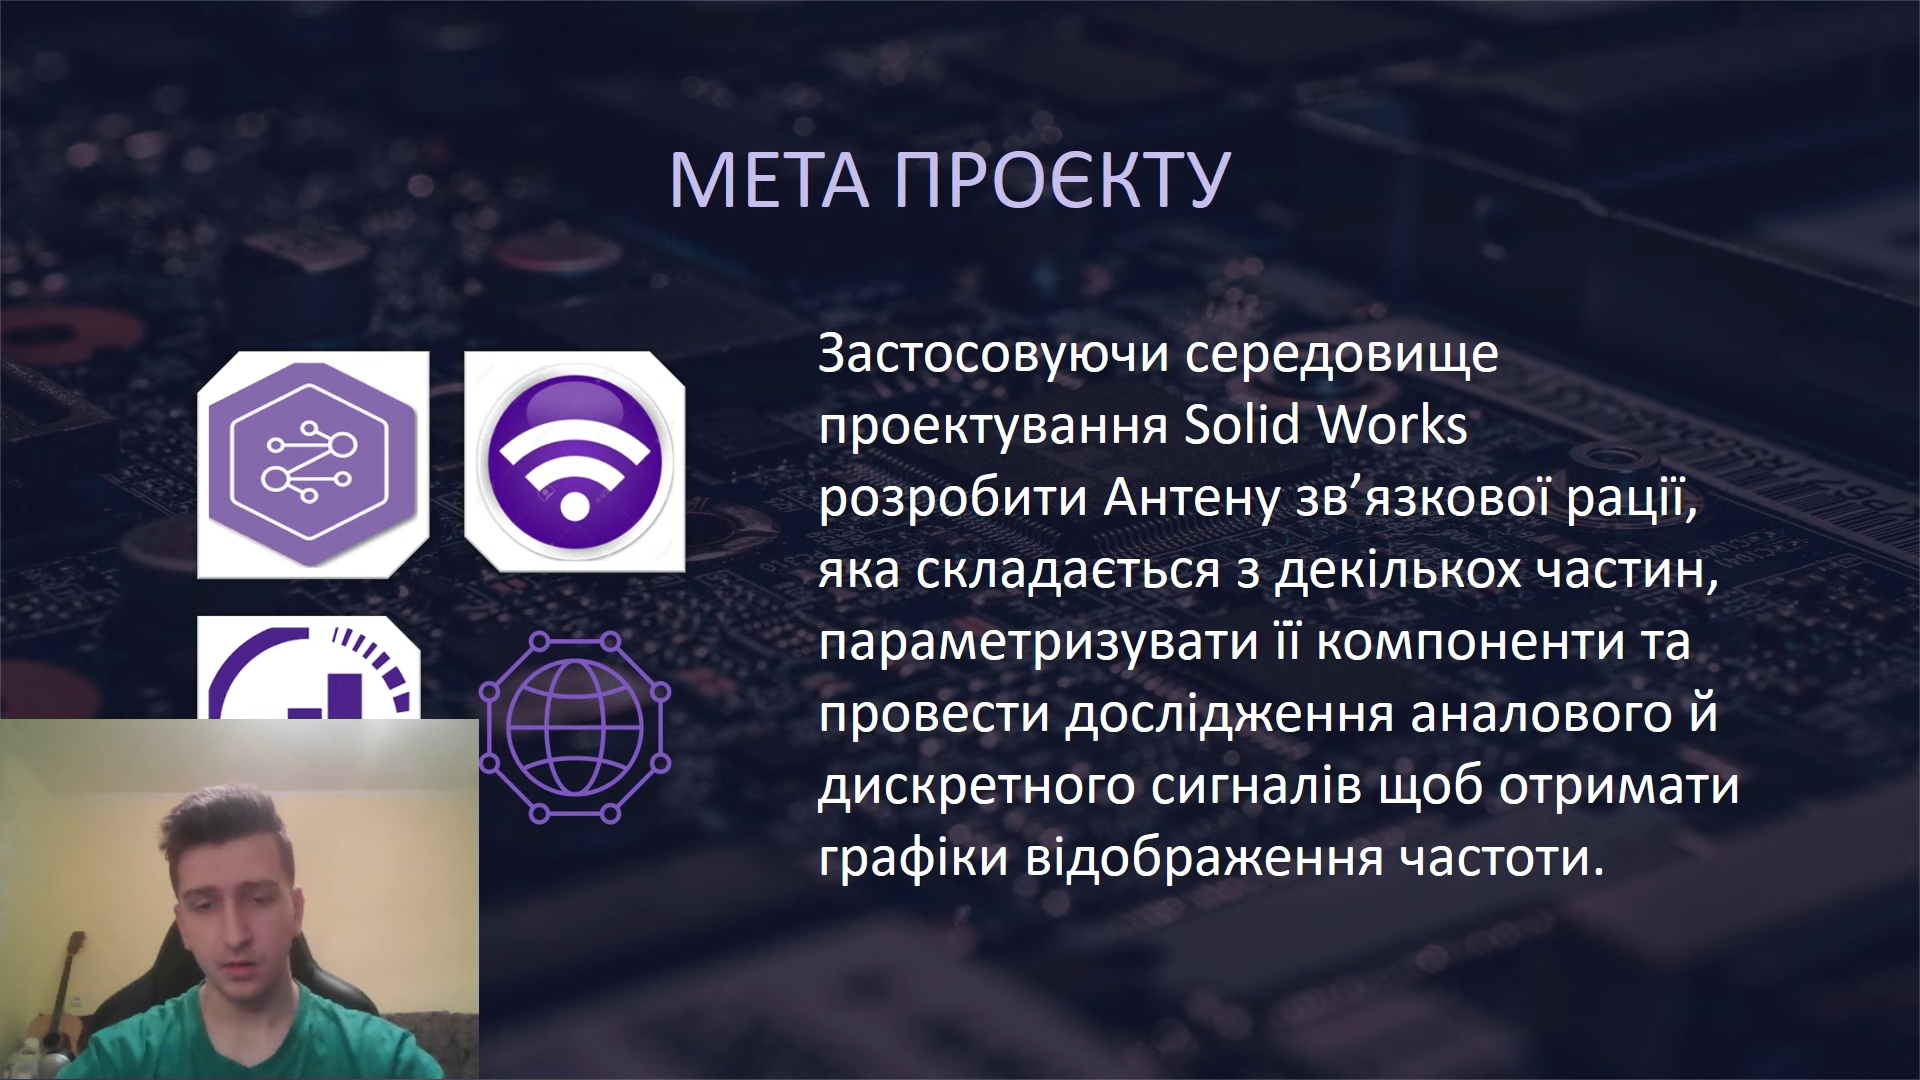 МЕТА ПРОЄКТУ
Застосовуючи середовище
проектування Solid Works
розробити Антену зв’язкової рації,
яка складається з декількох частин,
параметризувати її компоненти та
провести дослідження аналового й
дискретного сигналів щоб отримати
графіки відображення частоти.